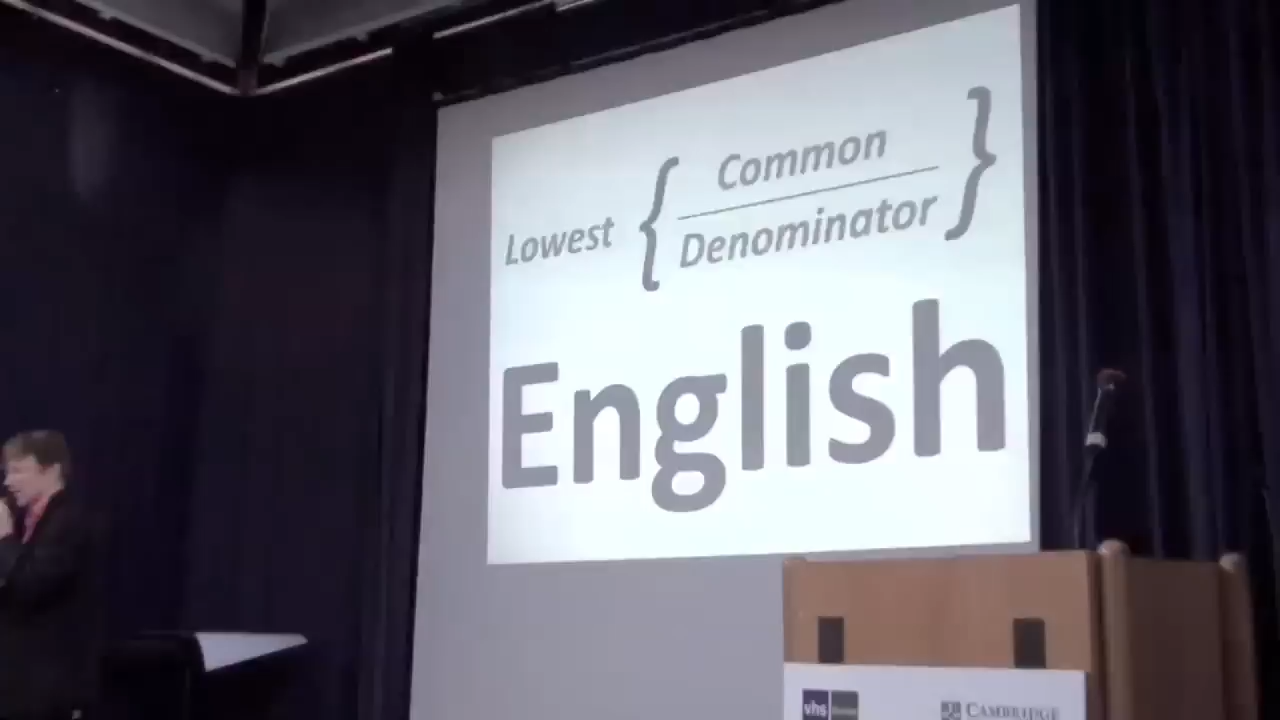 Common
Lowest { Denominator }
English
vhs
CAMBRIDGE